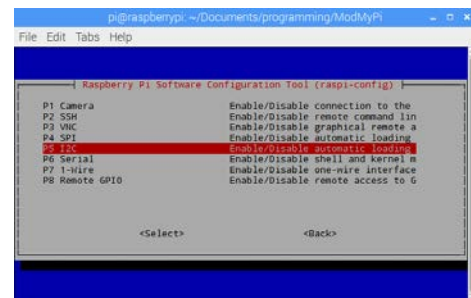 pi@raspberrypi: ~/Documents/programming/ModMyPi
File Edit Tabs Help
Raspberry Pi Software Configuration Tool (raspi-config)
P1 Camera Enable/Disable connection to the
P2 SSH Enable/Disable remote command lin
P3 VNC Enable/Disable graphical remote a
P4 SPI Enable/Disable automatic loading
P5 I2C Enable/Disable automatic loading
P6 Serial Enable/Disable shell and kernel m
P7 1-Wire Enable/Disable one-wire interface
P8 Remote GPIO Enable/Disable remote access to G
<Select> <Back>